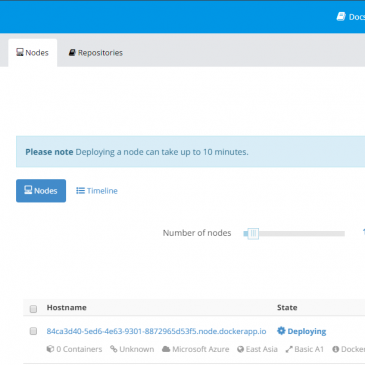 Docs
Nodes Repositories
Please note Deploying a node can take up to 10 minutes.
Nodes Timeline
Number of nodes
Hostname State
84ca3d40-5ed6-4e63-9301-8872965d53f5.node.dockerapp.io Deploying
0 Containers Unknown Microsoft Azure East Asia Basic A1 Docke